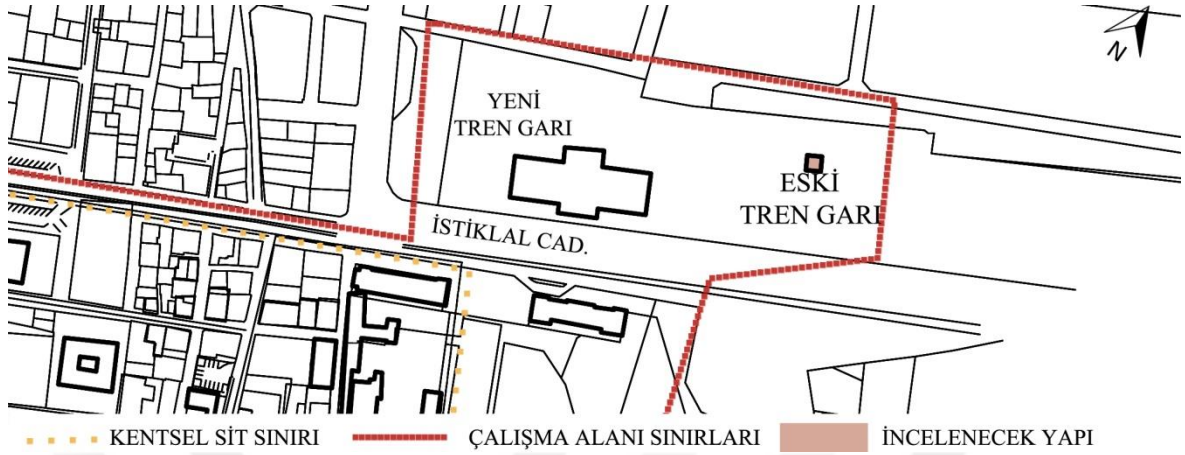 N
YENİ
TREN GARI
ESKİ
TREN GARI
İSTİKLAL CAD.
KENTSEL SİT SINIRI
ÇALIŞMA ALANI SINIRLARI
İNCELENECEK YAPI